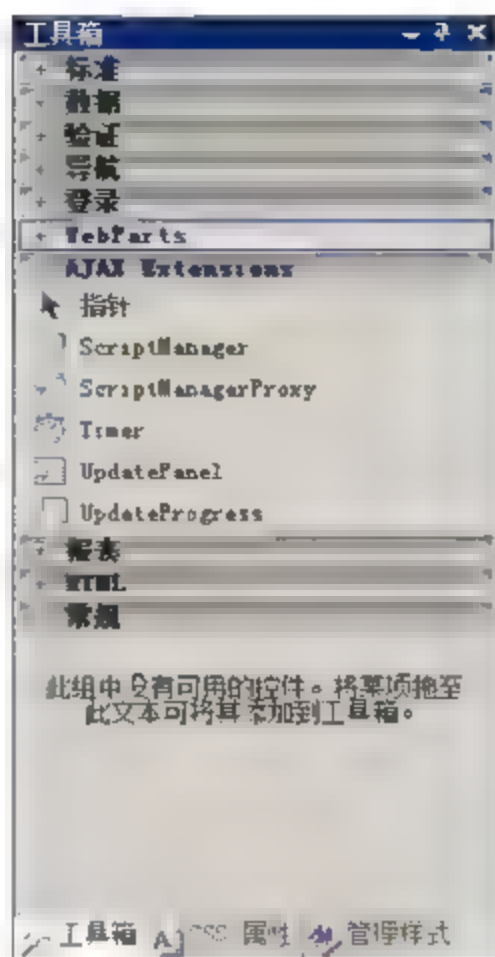 工具箱
标准
数据
验证
导航
登录
WebParts
AJAX Extensions
指针
ScriptManager
ScriptManagerProxy
Timer
UpdatePanel
UpdateProgress
报表
HTML
常规
此组中没有可用的控件。将某项拖至
此文本可将其添加到工具箱。
工具箱 CSS 属性 管理样式